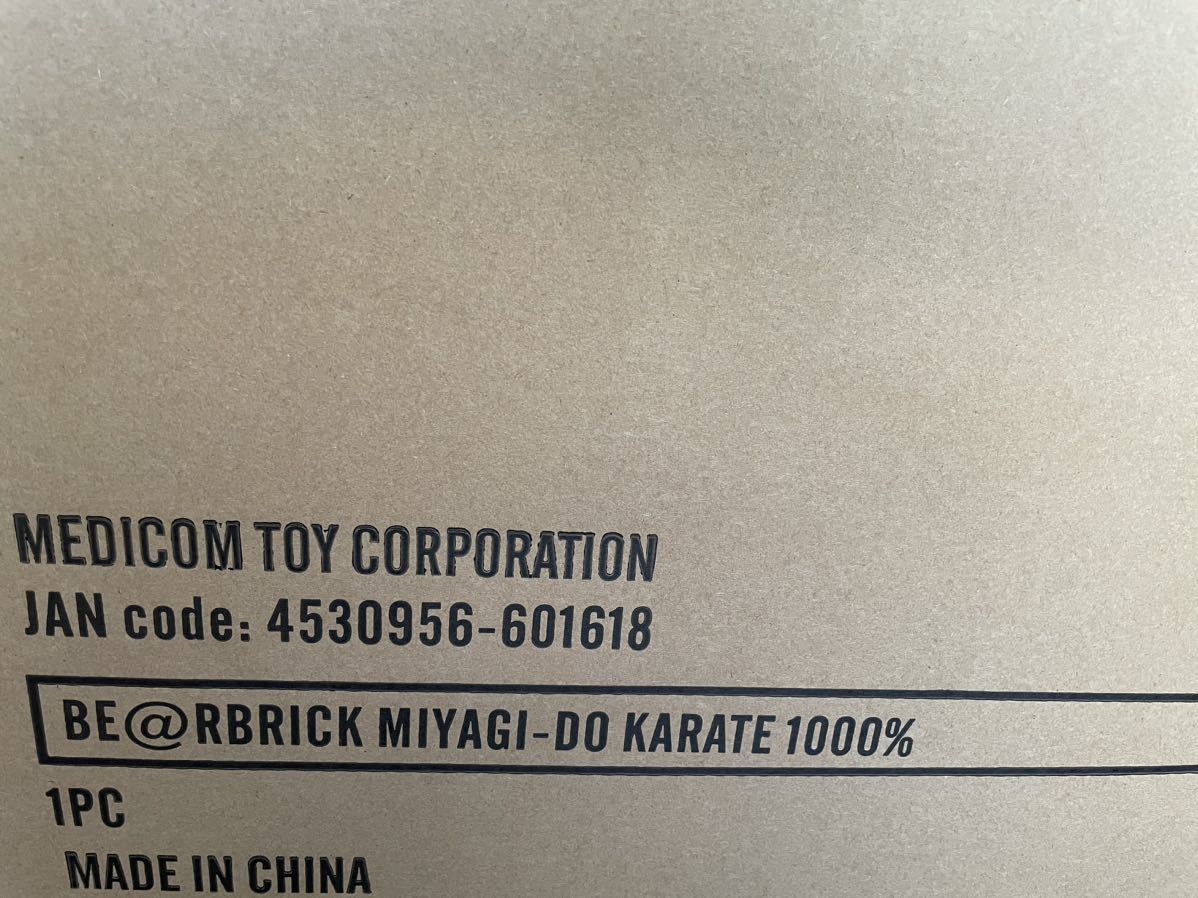 MEDICOM TOY CORPORATION
JAN code: 4530956-601618
BE@RBRICK MIYAGI-DO KARATE 1000%
1PC
MADE IN CHINA